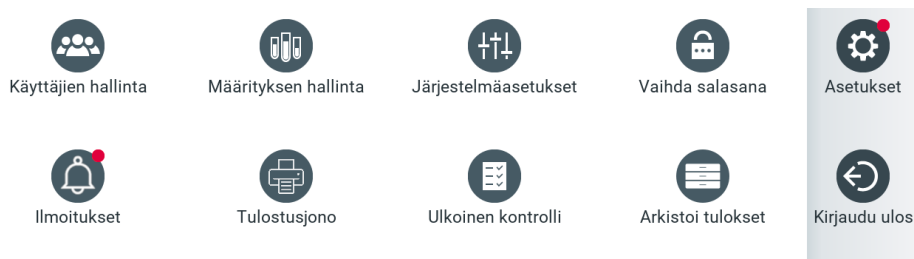 Käyttäjien hallinta
Määrityksen hallinta
Järjestelmäasetukset
Vaihda salasana
Asetukset
Ilmoitukset
Tulostusjono
Ulkoinen kontrolli
Arkistoi tulokset
Kirjaudu ulos